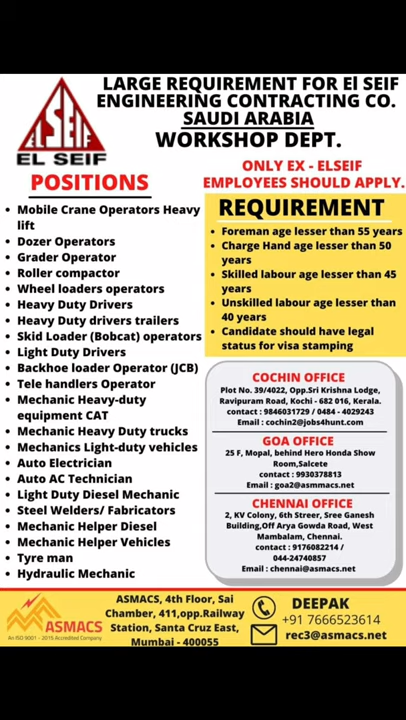 LARGE REQUIREMENT FOR El SEIF
ENGINEERING CONTRACTING CO.
SAUDI ARABIA
WORKSHOP DEPT.
ELSEIF
EL SEIF
ONLY EX - ELSEIF
EMPLOYEES SHOULD APPLY.
POSITIONS
• Mobile Crane Operators Heavy
lift
• Dozer Operators
• Grader Operator
• Roller compactor
• Wheel loaders operators
• Heavy Duty Drivers
• Heavy Duty drivers trailers
• Skid Loader (Bobcat) operators
• Light Duty Drivers
• Backhoe loader Operator (JCB)
• Tele handlers Operator
• Mechanic Heavy-duty
equipment CAT
• Mechanic Heavy Duty trucks
• Mechanics Light-duty vehicles
• Auto Electrician
• Auto AC Technician
• Light Duty Diesel Mechanic
• Steel Welders/ Fabricators
• Mechanic Helper Diesel
• Mechanic Helper Vehicles
• Tyre man
• Hydraulic Mechanic
REQUIREMENT
• Foreman age lesser than 55 years
• Charge Hand age lesser than 50
years
• Skilled labour age lesser than 45
years
• Unskilled labour age lesser than
40 years
• Candidate should have legal
status for visa stamping
COCHIN OFFICE
Plot No. 39/4022, Opp.Sri Krishna Lodge,
Ravipuram Road, Kochi - 682 016, Kerala.
contact : 9846031729 / 0484 - 4029243
Email : cochin2@jobs4hunt.com
GOA OFFICE
25 F, Mopal, behind Hero Honda Show
Room,Salcete
contact : 9930378813
Email : goa2@asmmacs.net
CHENNAI OFFICE
2, KV Colony, 6th Streer, Sree Ganesh
Building,Off Arya Gowda Road, West
Mambalam, Chennai.
contact : 9176082214 /
044-24740857
Email : chennai@asmacs.net
ASMACS
An ISO 9001 - 2015 Accredited Company
ASMACS, 4th Floor, Sai
Chamber, 411,opp.Railway
Station, Santa Cruz East,
Mumbai - 400055
DEEPAK
+91 7666523614
rec3@asmacs.net